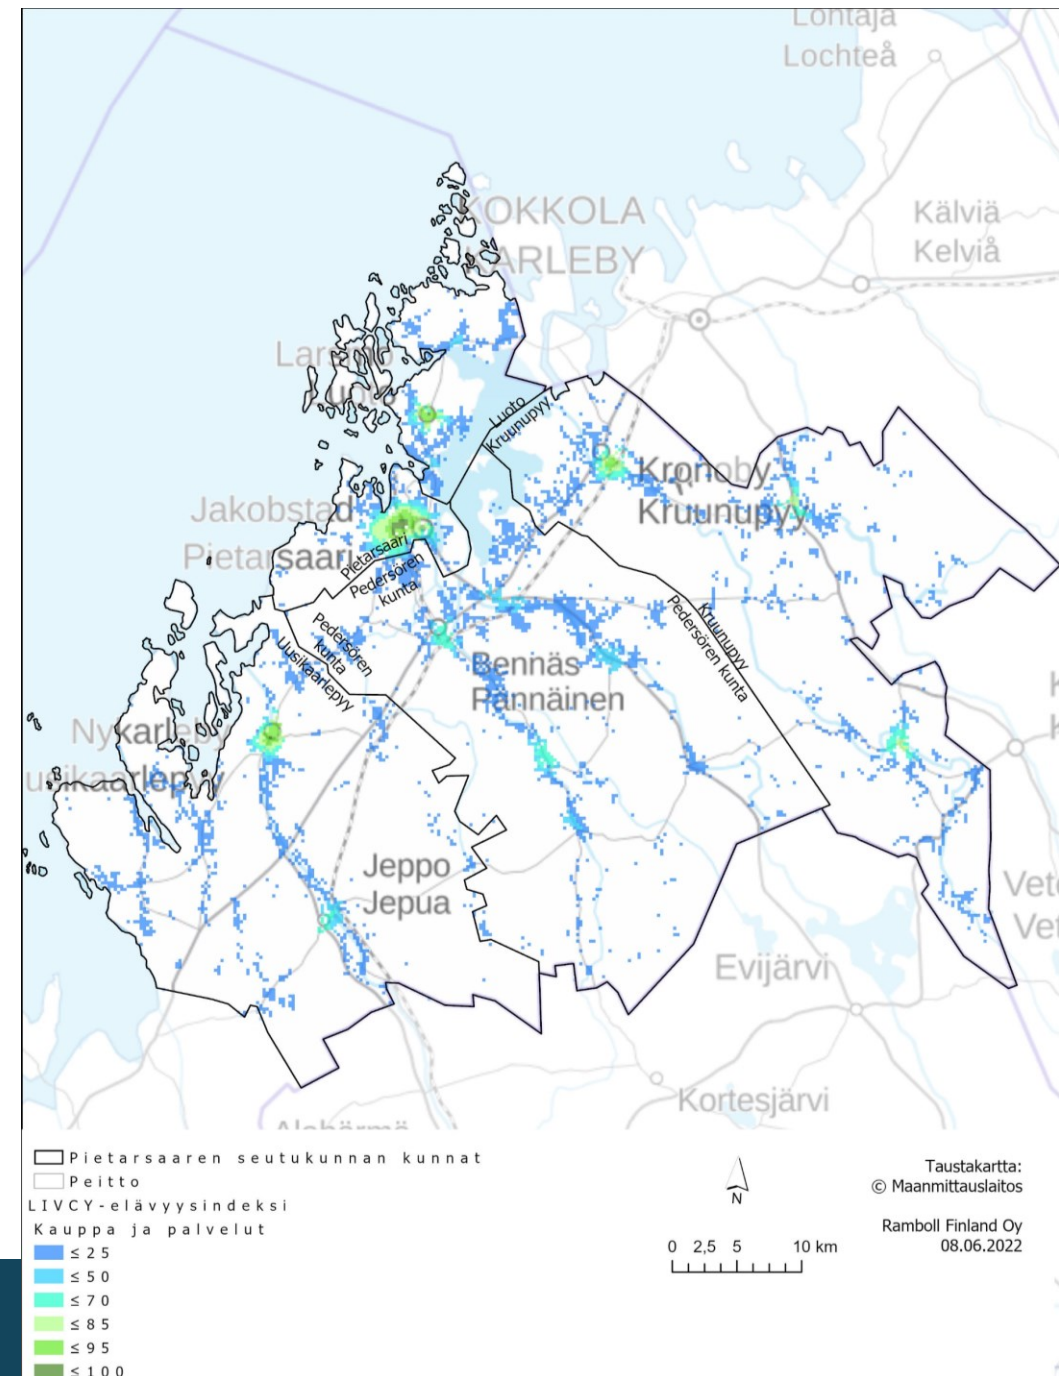 Lohtaja
Lochteå
KOKKOLA
KARLEBY
Kälviä
Kelviå
Larsmo
Luoto
Luoto
Kruunupyy
Kronoby
Kruunupyy
Jakobstad
Pietarsaari
Pietarsaari
Pedersören
kunta
Pedersören
kunta
Uusikaarlepyy
Kruunupyy
Pedersören kunta
Bennäs
Pännäinen
Nykarleby
Uusikaarlepyy
Jeppo
Jepua
Vete
Vet
Evijärvi
Kortesjärvi
Pietarsaaren seutukunnan kunnat
Peitto
LIVCY-elävyysindeksi
Kauppa ja palvelut
≤ 25
≤ 50
≤ 70
≤ 85
≤ 95
≤ 100
N
0 2,5 5 10 km
Taustakartta:
© Maanmittauslaitos
Ramboll Finland Oy
08.06.2022